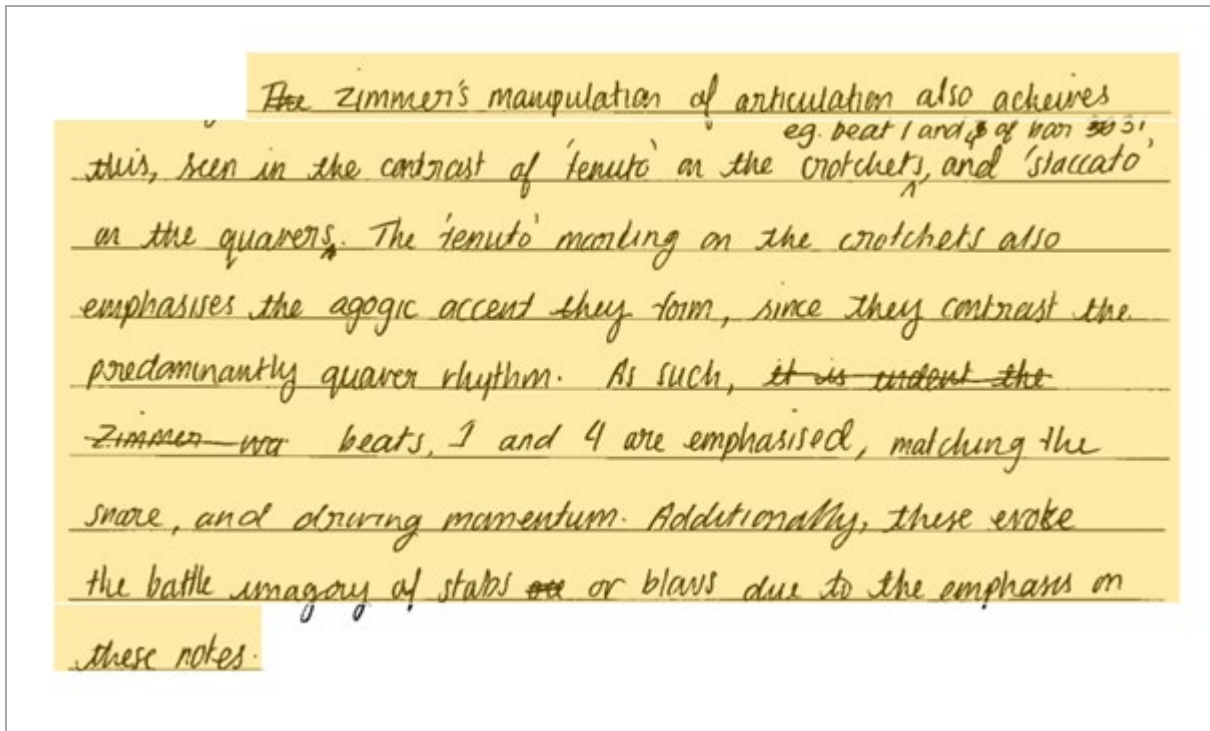 The Zimmer's manipulation of articulation also acheives
eg. beat 1 and of bar 30 31,
this, seen in the contrast of 'tenuto' on the crotchets, and 'staccato'
on the quavers. The 'tenuto' marking on the crotchets also
emphasises the agogic accent they form, since they contrast the
predominantly quaver rhythm. As such, it is evident the
Zimmer wa beats, 1 and 4 are emphasised, matching the
snare, and driving momentum. Additionally, these evoke
the battle imagory of stabs or blows due to the emphasis on
these notes.